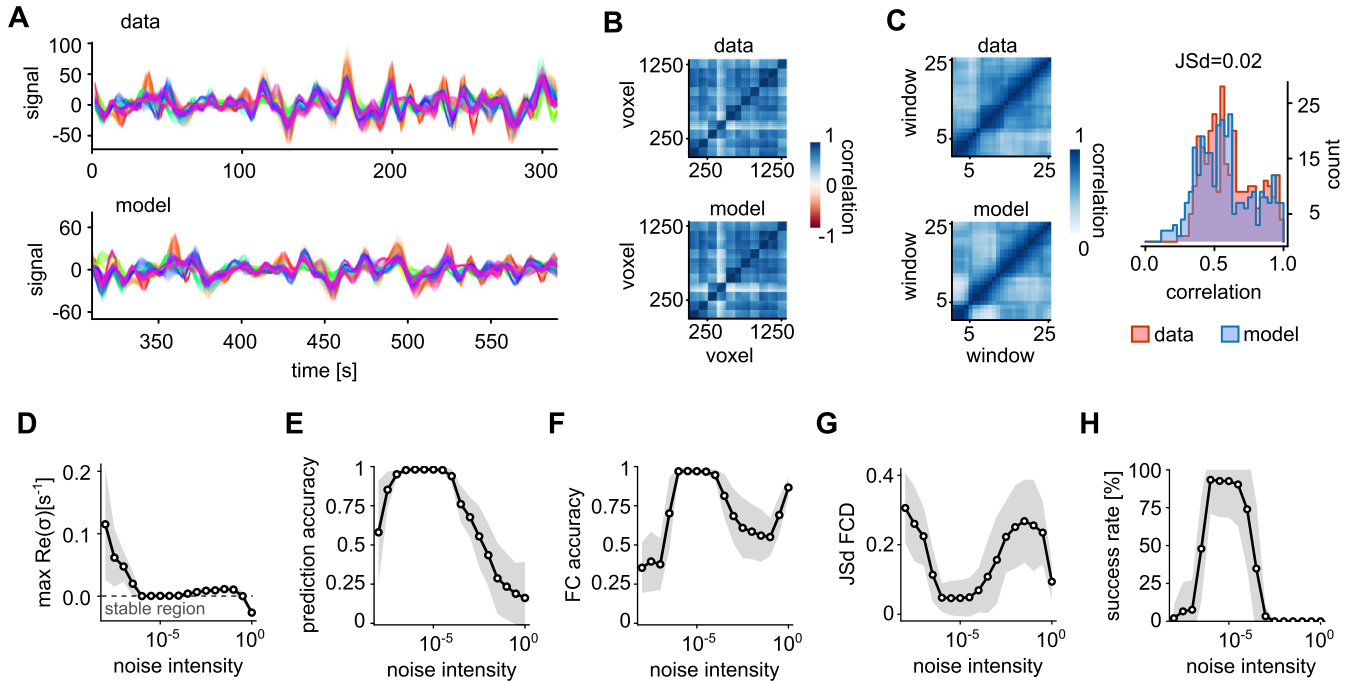 A
data
signal
100
50
0
-50
0
100
200
300
model
signal
60
0
-60
350
400
450
500
550
time [s]
B
data
voxel
1250
250
250
1250
model
voxel
1250
250
250
1250
voxel
1
0
-1
correlation
C
data
window
25
5
5
25
model
window
25
5
5
25
window
1
0
correlation
JSd=0.02
25
15
5
count
0.0
0.5
1.0
correlation
data
model
D
max Re(σ)[s⁻¹]
0.2
0.1
0.0
stable region
10⁻⁵
10⁰
noise intensity
E
prediction accuracy
1
0.75
0.5
0.25
0
10⁻⁵
10⁰
noise intensity
F
FC accuracy
1
0.75
0.5
0.25
0
10⁻⁵
10⁰
noise intensity
G
JSd FCD
0.4
0.2
0
10⁻⁵
10⁰
noise intensity
H
success rate [%]
100
75
50
25
0
10⁻⁵
10⁰
noise intensity